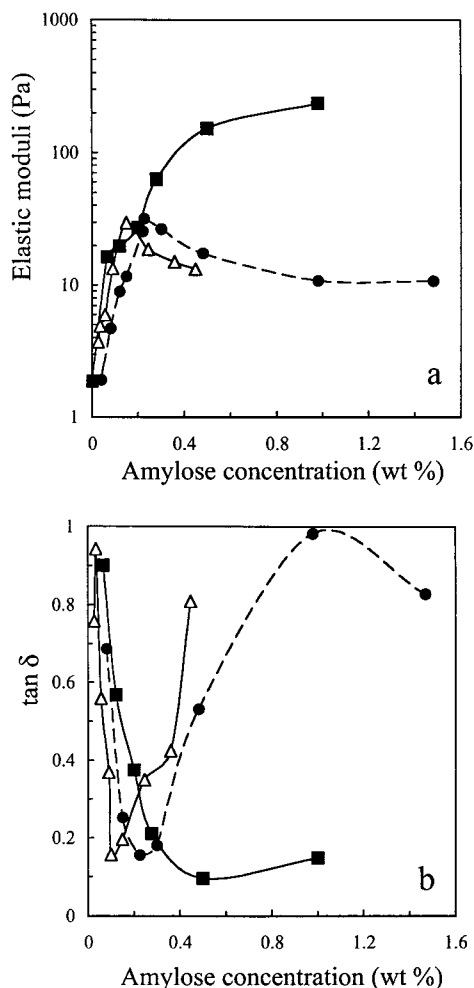 1000
100
10
1
Elastic moduli (Pa)
a
0 0.4 0.8 1.2 1.6
Amylose concentration (wt %)
1
0.8
0.6
0.4
0.2
0
tan δ
b
0 0.4 0.8 1.2 1.6
Amylose concentration (wt %)